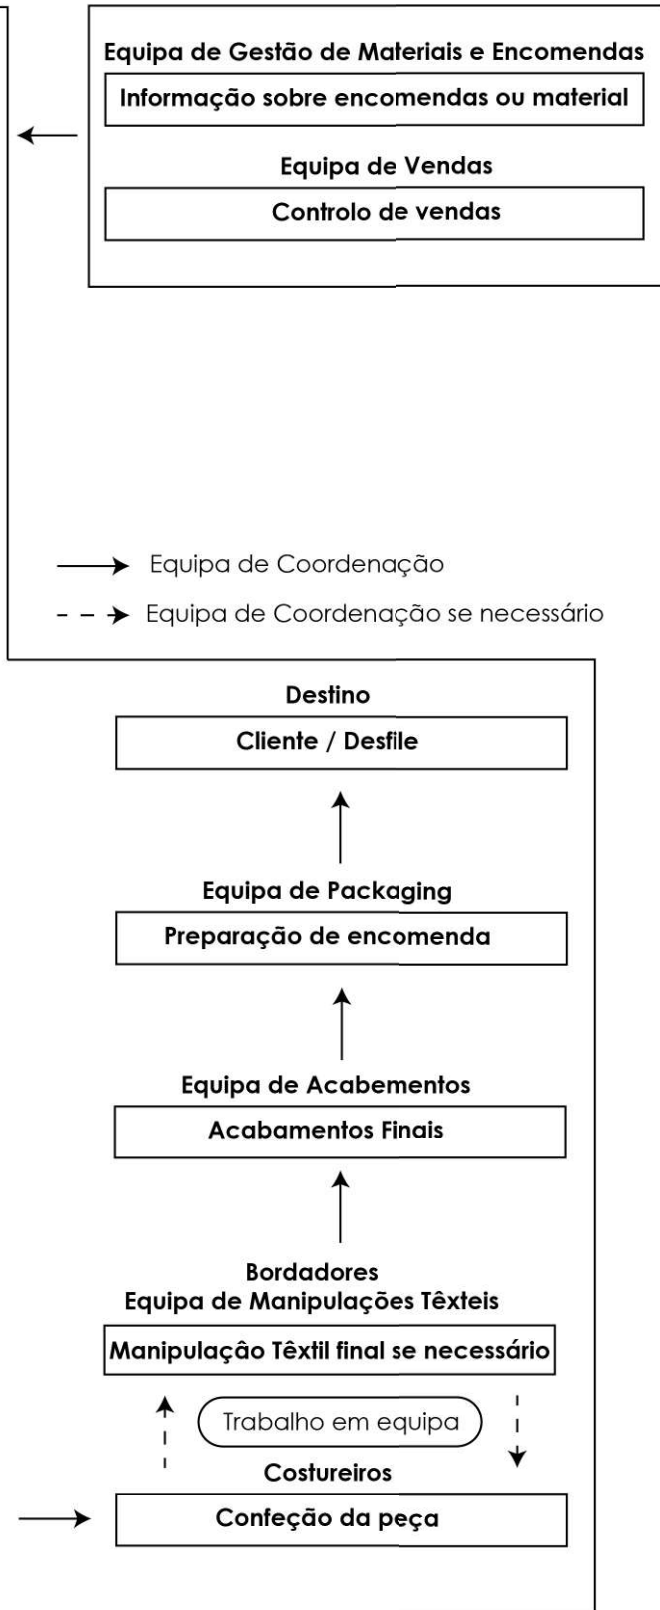 Equipa de Gestão de Materiais e Encomendas
Informação sobre encomendas ou material
Equipa de Vendas
Controlo de vendas
Equipa de Coordenação
Equipa de Coordenação se necessário
Destino
Cliente / Desfile
Equipa de Packaging
Preparação de encomenda
Equipa de Acabementos
Acabamentos Finais
Bordadores
Equipa de Manipulações Têxteis
Manipulaçâo Têxtil final se necessário
Trabalho em equipa
Costureiros
Confeção da peça